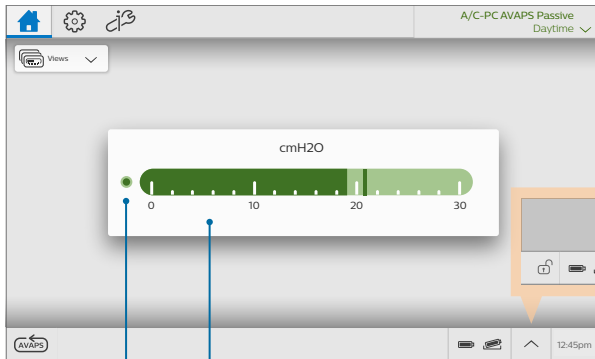 A/C-PC AVAPS Passive
Daytime
Views
cmH2O
0 10 20 30
AVAPS
12:45pm